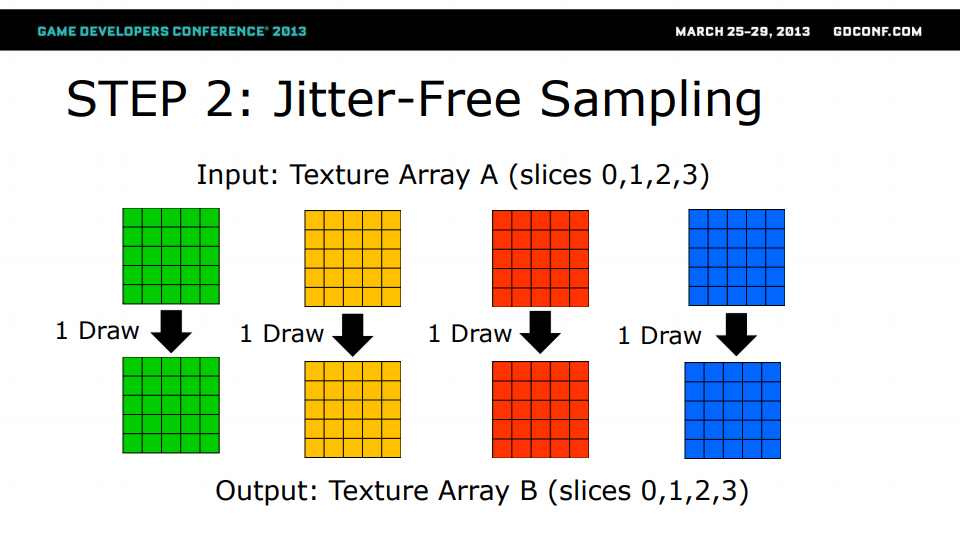 GAME DEVELOPERS CONFERENCE® 2013
MARCH 25–29, 2013 GDCONF.COM
STEP 2: Jitter-Free Sampling
Input: Texture Array A (slices 0,1,2,3)
1 Draw
1 Draw
1 Draw
1 Draw
Output: Texture Array B (slices 0,1,2,3)